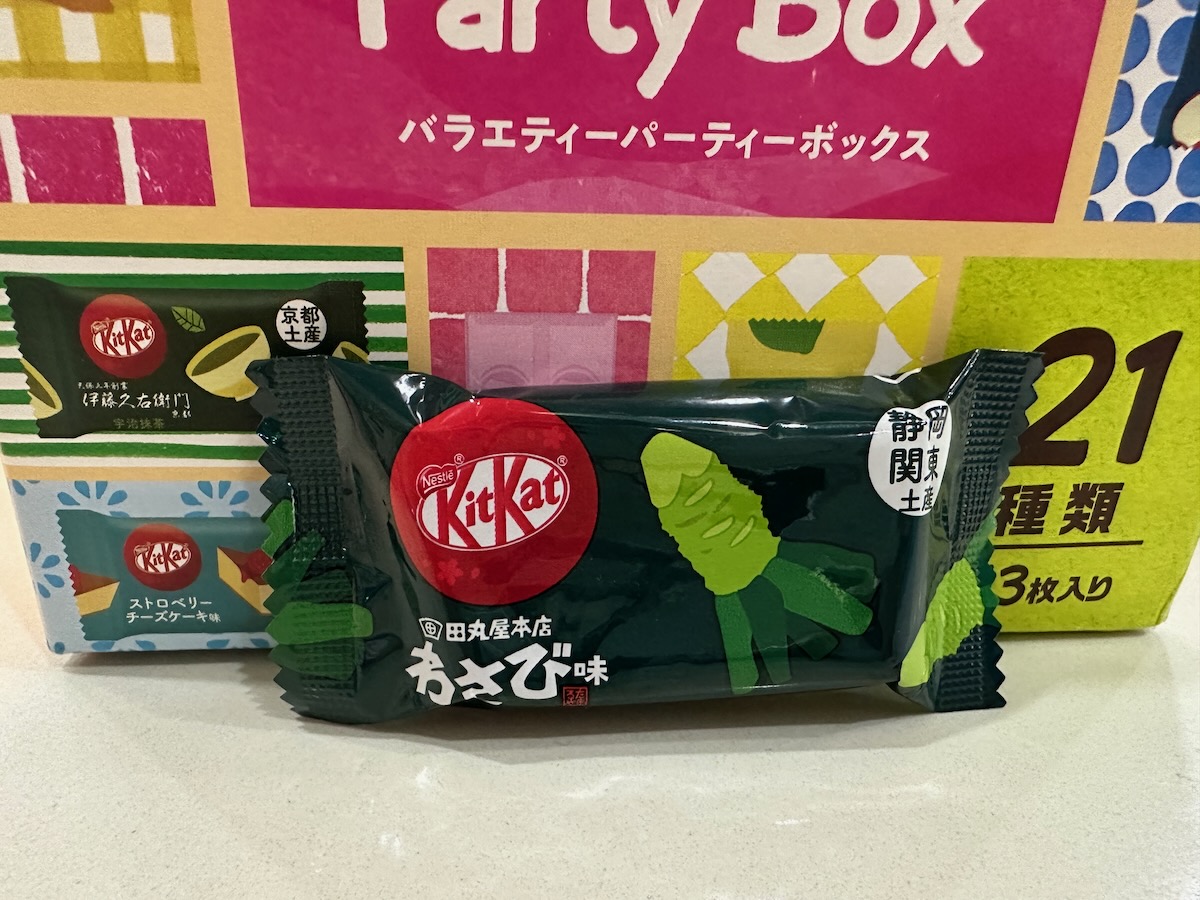 Party Box
バラエティーパーティーボックス
KitKat
京都
土産
伊藤久右衛門
京都
宇治抹茶
KitKat
ストロベリー
チーズケーキ味
21
種類
3枚入り
Nestlé
KitKat
静岡
関東
土産
田丸屋本店
わさび味